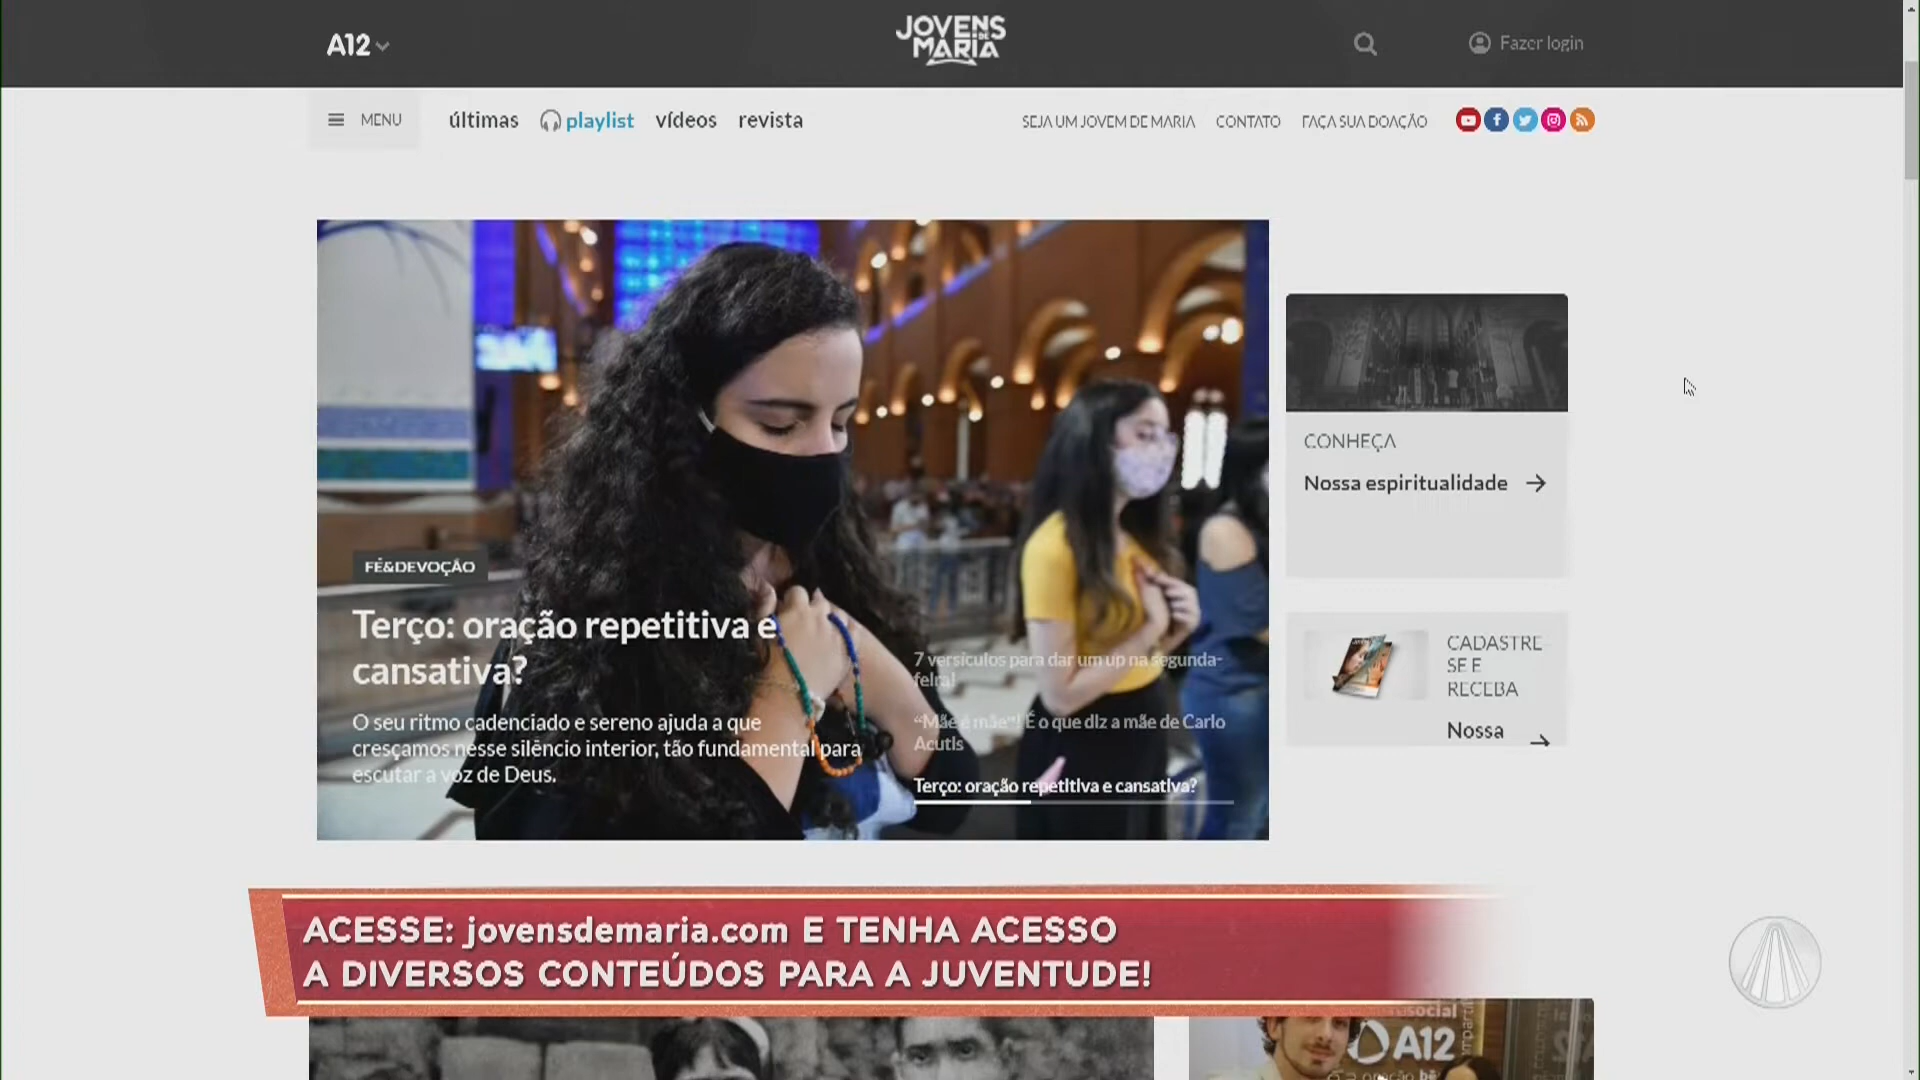 A12
JOVENS
DE
MARIA
Fazer login
MENU
últimas
playlist
vídeos
revista
SEJA UM JOVEM DE MARIA
CONTATO
FAÇA SUA DOAÇÃO
FÉ&DEVOÇÃO
Terço: oração repetitiva e
cansativa?
O seu ritmo cadenciado e sereno ajuda a que
cresçamos nesse silêncio interior, tão fundamental para
escutar a voz de Deus.
7 versículos para dar um up na segunda-
feira!
“Mãe é mãe”! É o que diz a mãe de Carlo
Acutis
Terço: oração repetitiva e cansativa?
CONHEÇA
Nossa espiritualidade
CADASTRE-
SE E
RECEBA
Nossa
ACESSE: jovensdemaria.com E TENHA ACESSO
A DIVERSOS CONTEÚDOS PARA A JUVENTUDE!
social
A12